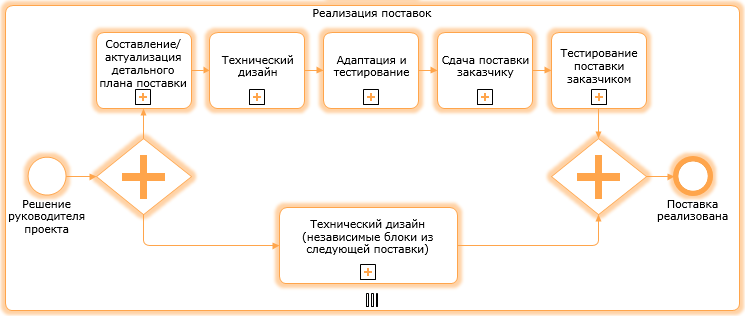 Реализация поставок
Составление/
актуализация
детального
плана поставки
Технический
дизайн
Адаптация и
тестирование
Сдача поставки
заказчику
Тестирование
поставки
заказчиком
Решение
руководителя
проекта
Поставка
реализована
Технический дизайн
(независимые блоки из
следующей поставки)